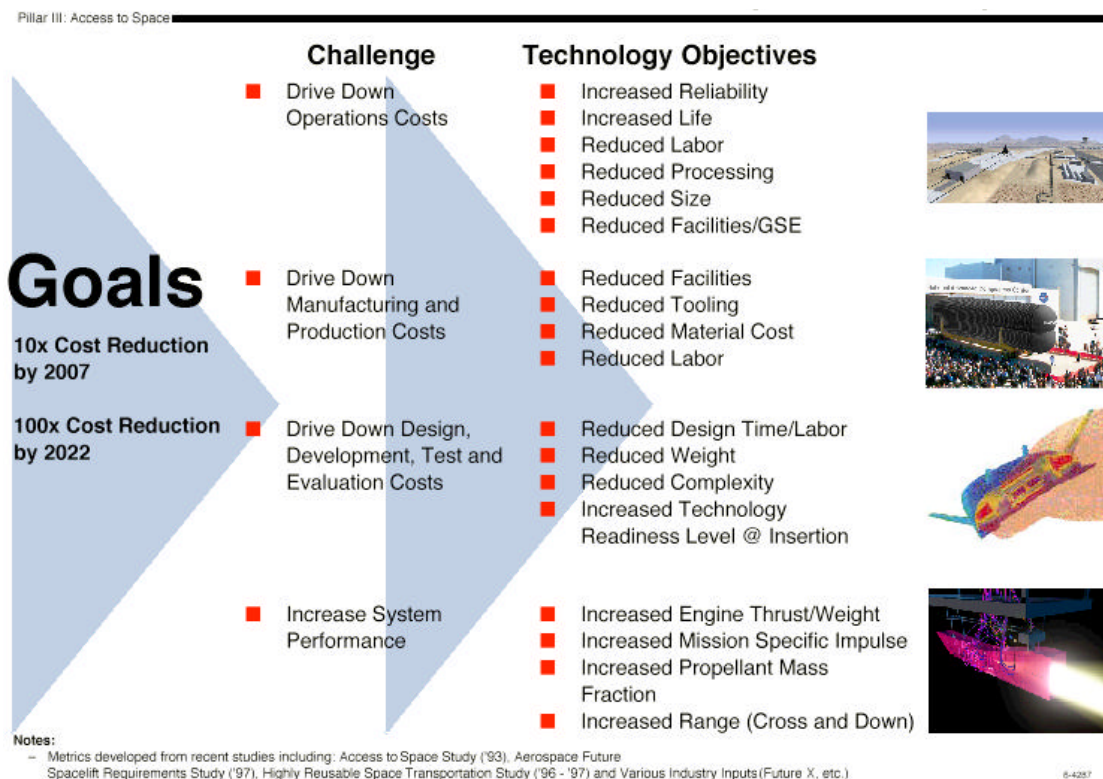 Pillar III: Access to Space
Challenge
Technology Objectives
Goals
10x Cost Reduction
by 2007
100x Cost Reduction
by 2022
Drive Down
Operations Costs
Increased Reliability
Increased Life
Reduced Labor
Reduced Processing
Reduced Size
Reduced Facilities/GSE
Drive Down
Manufacturing and
Production Costs
Reduced Facilities
Reduced Tooling
Reduced Material Cost
Reduced Labor
Drive Down Design,
Development, Test and
Evaluation Costs
Reduced Design Time/Labor
Reduced Weight
Reduced Complexity
Increased Technology
Readiness Level @ Insertion
Increase System
Performance
Increased Engine Thrust/Weight
Increased Mission Specific Impulse
Increased Propellant Mass
Fraction
Increased Range (Cross and Down)
Notes:
– Metrics developed from recent studies including: Access to Space Study ('93), Aerospace Future
Spacelift Requirements Study ('97), Highly Reusable Space Transportation Study ('96 - '97) and Various Industry Inputs (Future X, etc.)
8-4287